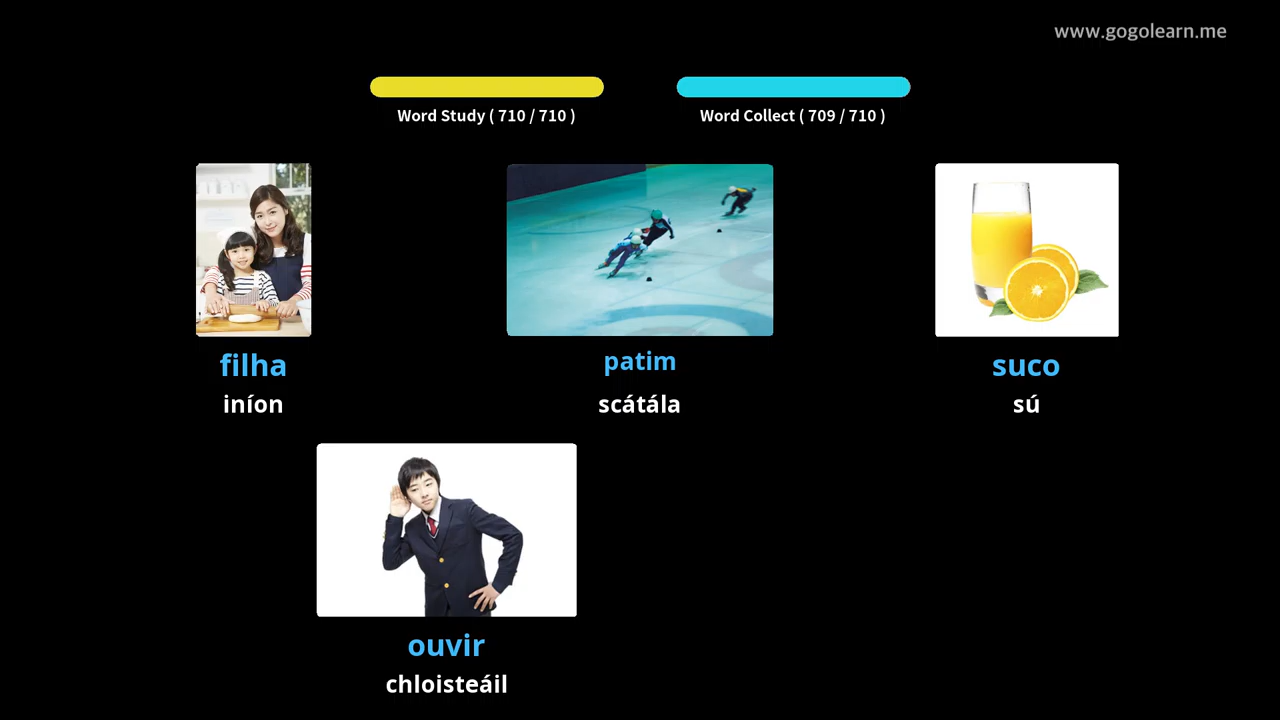 www.gogolearn.me
Word Study ( 710 / 710 )
Word Collect ( 709 / 710 )
filha
iníon
patim
scátála
suco
sú
ouvir
chloisteáil